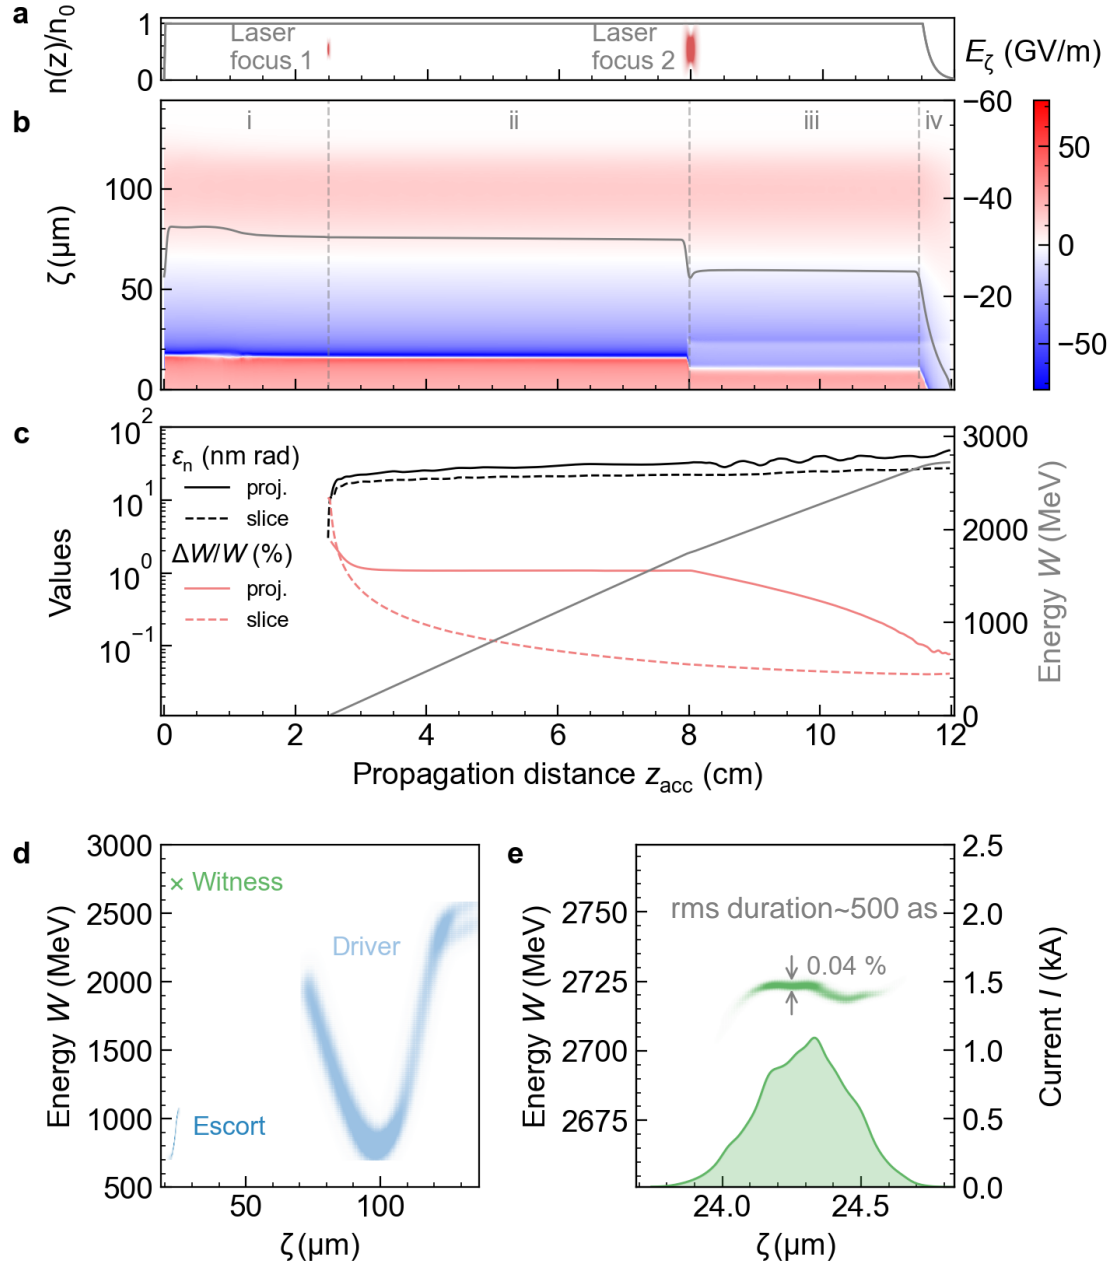 a
n(z)/n0
1
0
Laser
focus 1
Laser
focus 2
Eζ (GV/m)
b
i
ii
iii
iv
ζ (μm)
100
50
0
−60
−40
−20
50
0
−50
c
Values
10²
10¹
10⁰
10⁻¹
εn (nm rad)
proj.
slice
ΔW/W (%)
proj.
slice
3000
2000
1000
0
Energy W (MeV)
0
2
4
6
8
10
12
Propagation distance zacc (cm)
d
Energy W (MeV)
3000
2500
2000
1500
1000
500
× Witness
Driver
Escort
50
100
ζ (μm)
e
Energy W (MeV)
2750
2725
2700
2675
rms duration~500 as
0.04 %
2.5
2.0
1.5
1.0
0.5
0.0
Current I (kA)
24.0
24.5
ζ (μm)